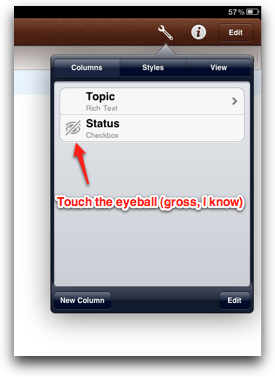 57%
Edit
Columns Styles View
Topic
Rich Text
Status
Checkbox
Touch the eyeball (gross, I know)
New Column Edit